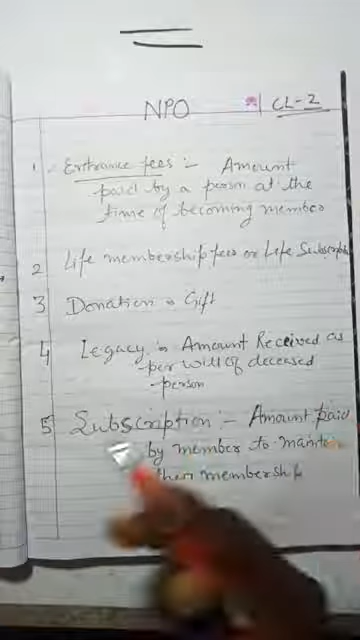 NPO CL-2
1 Entrance fees :- Amount
paid by a person at the
time of becoming member
2 Life membership fees or Life Subscripti
3 Donation Gift
4 Legacy :- Amount Received as
per will of deceased
person
5 Subscription :- Amount paid
by member to
their membership